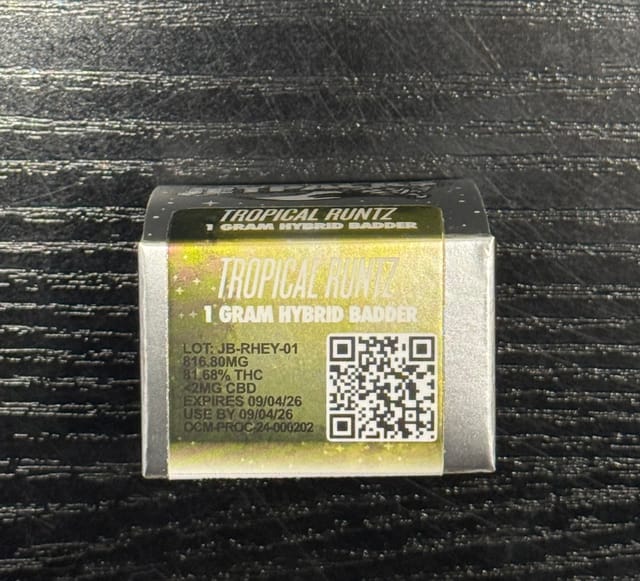 TROPICAL RUNTZ
1 GRAM HYBRID BADDER
TROPICAL RUNTZ
1 GRAM HYBRID BADDER
LOT: JB-RHEY-01
816.80MG
81.68% THC
<2MG CBD
EXPIRES 09/04/26
USE BY 09/04/26
OCM-PROC-24-000202